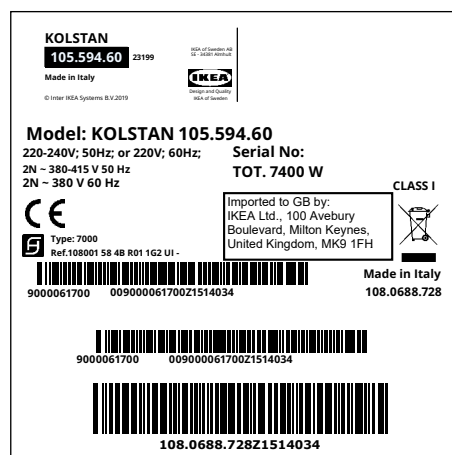 KOLSTAN
105.594.60 23199
Made in Italy
© Inter IKEA Systems B.V.2019
IKEA of Sweden AB
SE - 34381 Älmhult
IKEA
Design and Quality
IKEA of Sweden
Model: KOLSTAN 105.594.60
220-240V; 50Hz; or 220V; 60Hz;
2N ~ 380-415 V 50 Hz
2N ~ 380 V 60 Hz
Serial No:
TOT. 7400 W
CLASS I
CE
Imported to GB by:
IKEA Ltd., 100 Avebury
Boulevard, Milton Keynes,
United Kingdom, MK9 1FH
Type: 7000
Ref.108001 58 4B R01 1G2 UI -
9000061700 009000061700Z1514034
Made in Italy
108.0688.728
9000061700 009000061700Z1514034
108.0688.728Z1514034